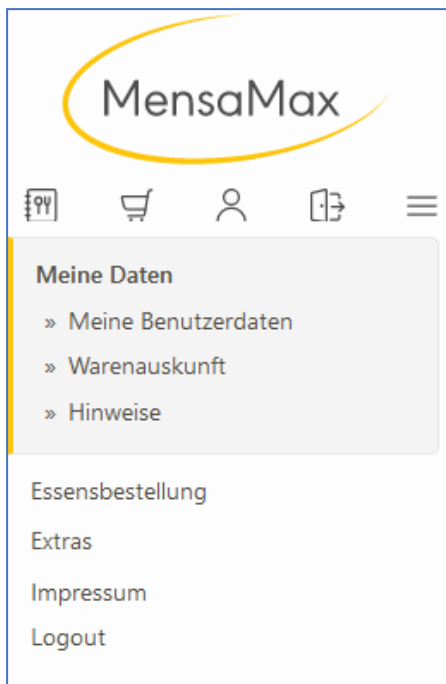 MensaMax
Meine Daten
» Meine Benutzerdaten
» Warenauskunft
» Hinweise
Essensbestellung
Extras
Impressum
Logout